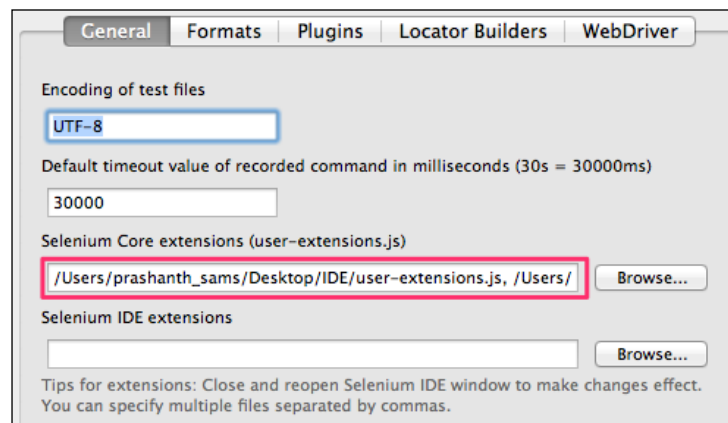 General Formats Plugins Locator Builders WebDriver
Encoding of test files
UTF-8
Default timeout value of recorded command in milliseconds (30s = 30000ms)
30000
Selenium Core extensions (user-extensions.js)
/Users/prashanth_sams/Desktop/IDE/user-extensions.js, /Users/ Browse...
Selenium IDE extensions
Browse...
Tips for extensions: Close and reopen Selenium IDE window to make changes effect.
You can specify multiple files separated by commas.